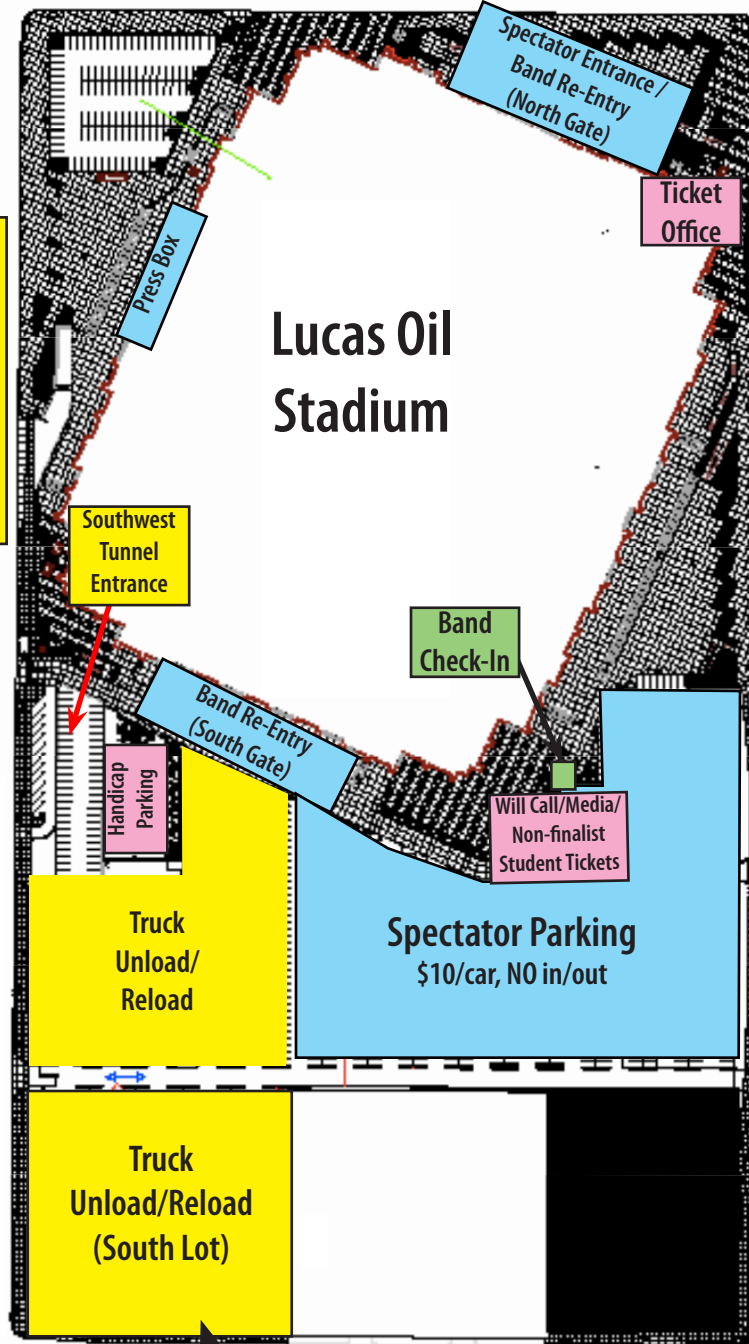 Spectator Entrance /
Band Re-Entry
(North Gate)
Ticket
Office
Press Box
Lucas Oil
Stadium
Southwest
Tunnel
Entrance
Band
Check-In
Band Re-Entry
(South Gate)
Handicap
Parking
Will Call/Media/
Non-finalist
Student Tickets
Truck
Unload/
Reload
Spectator Parking
$10/car, NO in/out
Truck
Unload/Reload
(South Lot)